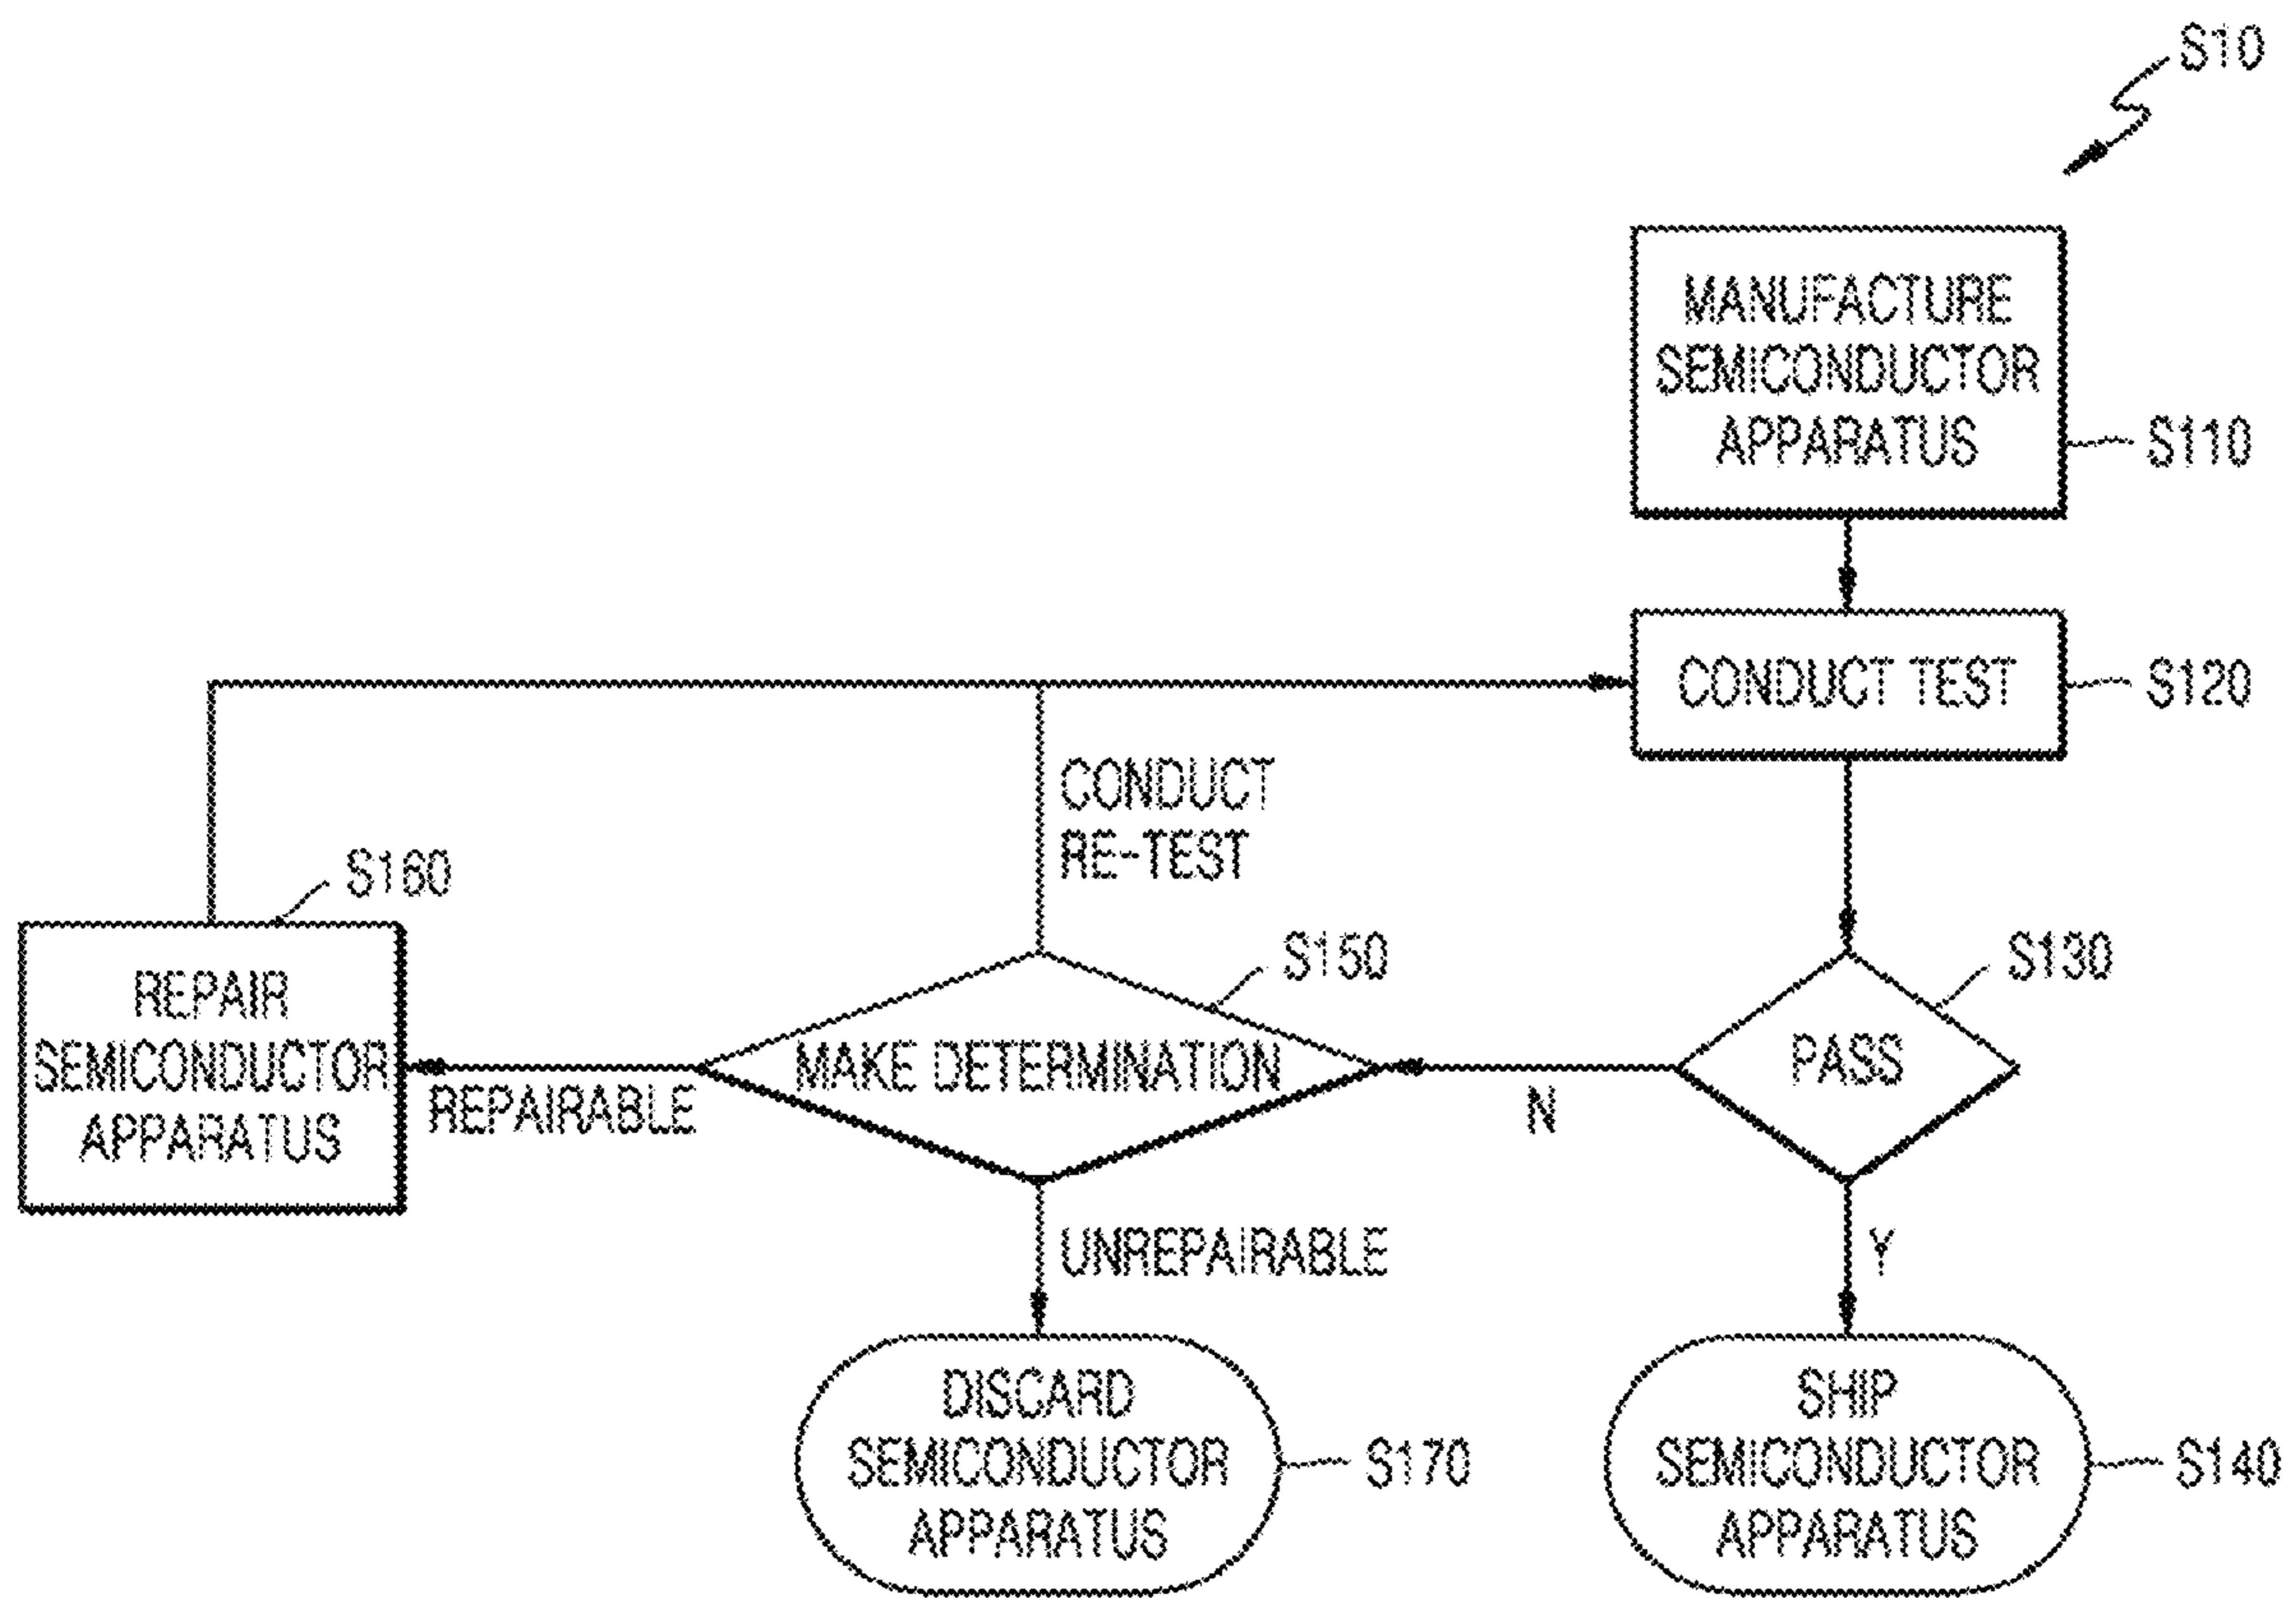 S10
MANUFACTURE
SEMICONDUCTOR
APPARATUS
S110
CONDUCT TEST
S120
CONDUCT
RE-TEST
S160
REPAIR
SEMICONDUCTOR
APPARATUS
REPAIRABLE
S150
MAKE DETERMINATION
N
S130
PASS
UNREPAIRABLE
Y
DISCARD
SEMICONDUCTOR
APPARATUS
S170
SHIP
SEMICONDUCTOR
APPARATUS
S140